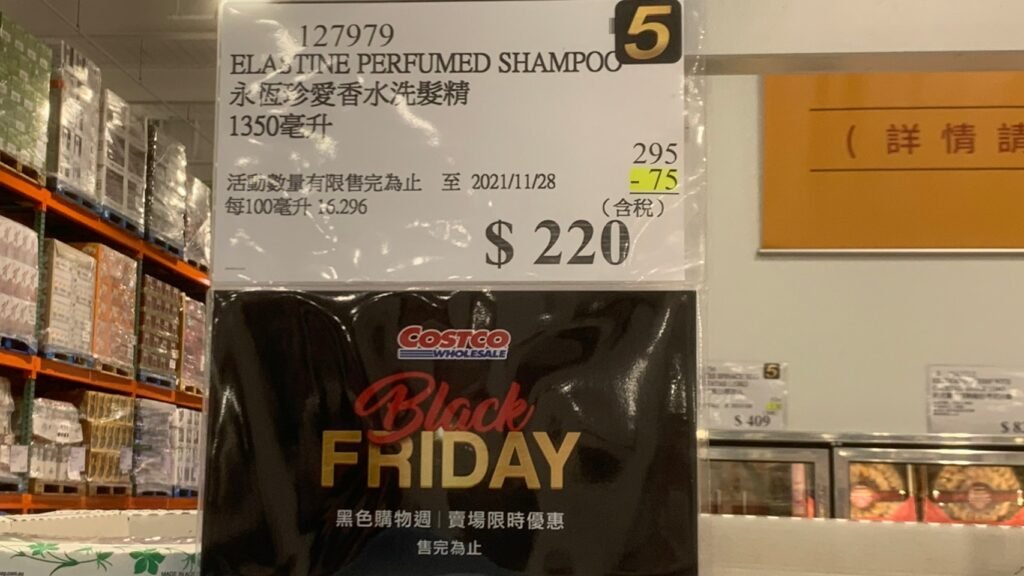 127979
5
ELASTINE PERFUMED SHAMPOO
永恆珍愛香水洗髮精
1350毫升
295
- 75
活動數量有限售完為止 至 2021/11/28
每100毫升 16.296
(含稅)
$ 220
(詳情請
COSTCO
WHOLESALE
Black
FRIDAY
黑色購物週 | 賣場限時優惠
售完為止
5
$ 409